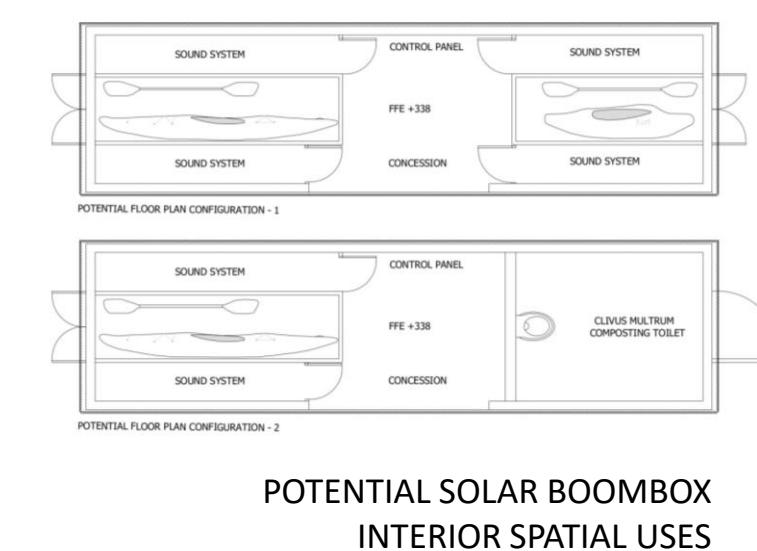 SOUND SYSTEM
CONTROL PANEL
SOUND SYSTEM
FFE +338
SOUND SYSTEM
CONCESSION
SOUND SYSTEM
POTENTIAL FLOOR PLAN CONFIGURATION - 1
SOUND SYSTEM
CONTROL PANEL
FFE +338
CLIVUS MULTRUM
COMPOSTING TOILET
SOUND SYSTEM
CONCESSION
POTENTIAL FLOOR PLAN CONFIGURATION - 2
POTENTIAL SOLAR BOOMBOX
INTERIOR SPATIAL USES